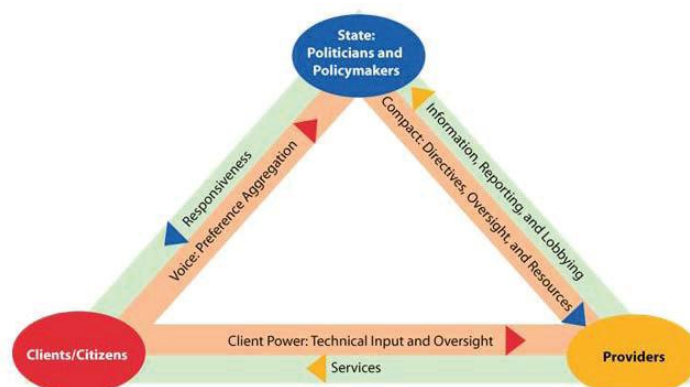 State:
Politicians and
Policymakers
Responsiveness
Voice: Preference Aggregation
Compact: Directives, Oversight, and Resources
Information, Reporting, and Lobbying
Clients/Citizens
Client Power: Technical Input and Oversight
Services
Providers